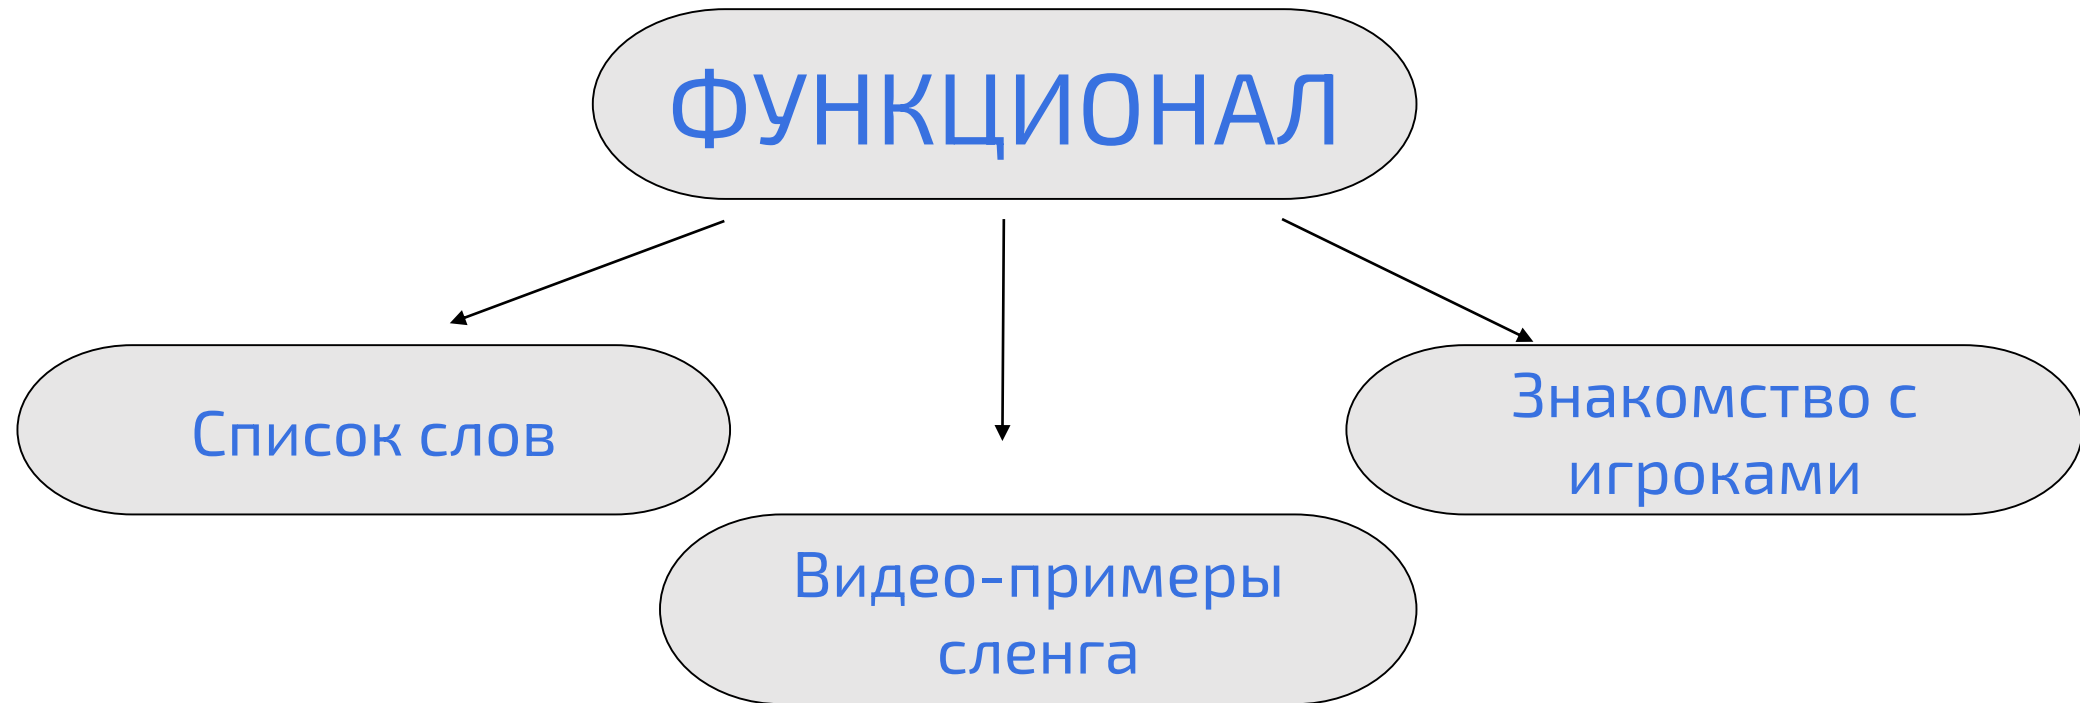 ФУНКЦИОНАЛ
Список слов
Знакомство с
игроками
Видео-примеры
сленга